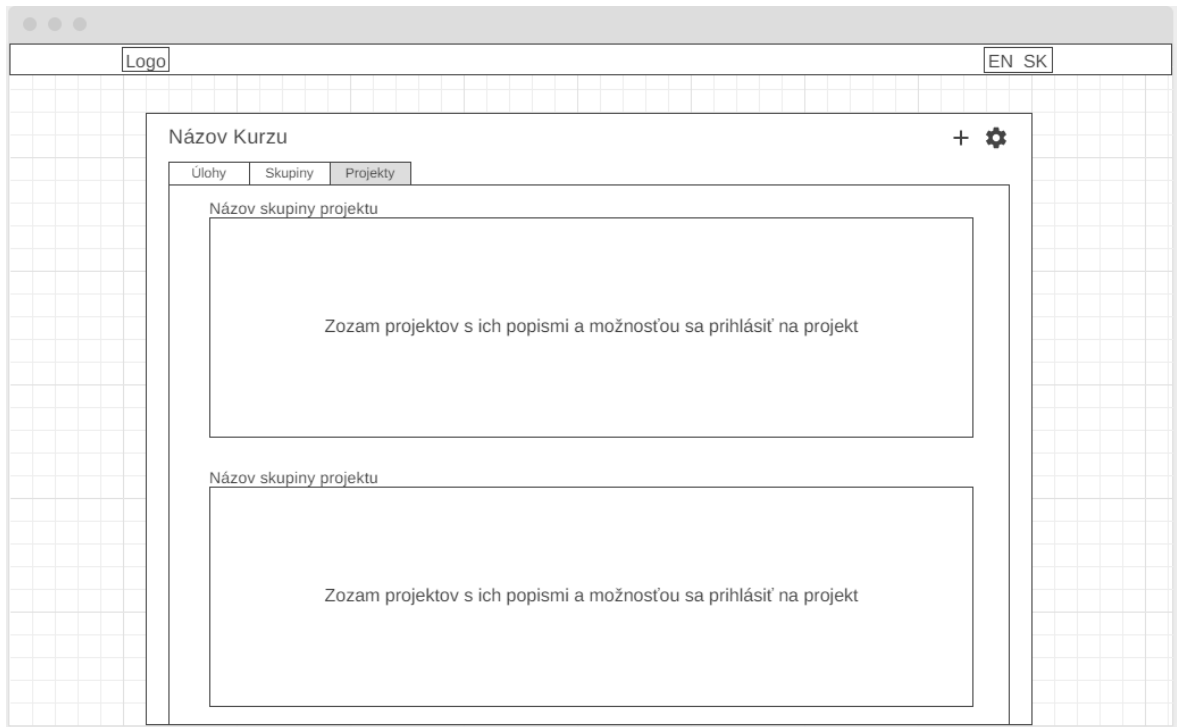 Logo
EN SK
Názov Kurzu
Úlohy Skupiny Projekty
Názov skupiny projektu
Zozam projektov s ich popismi a možnosťou sa prihlásiť na projekt
Názov skupiny projektu
Zozam projektov s ich popismi a možnosťou sa prihlásiť na projekt